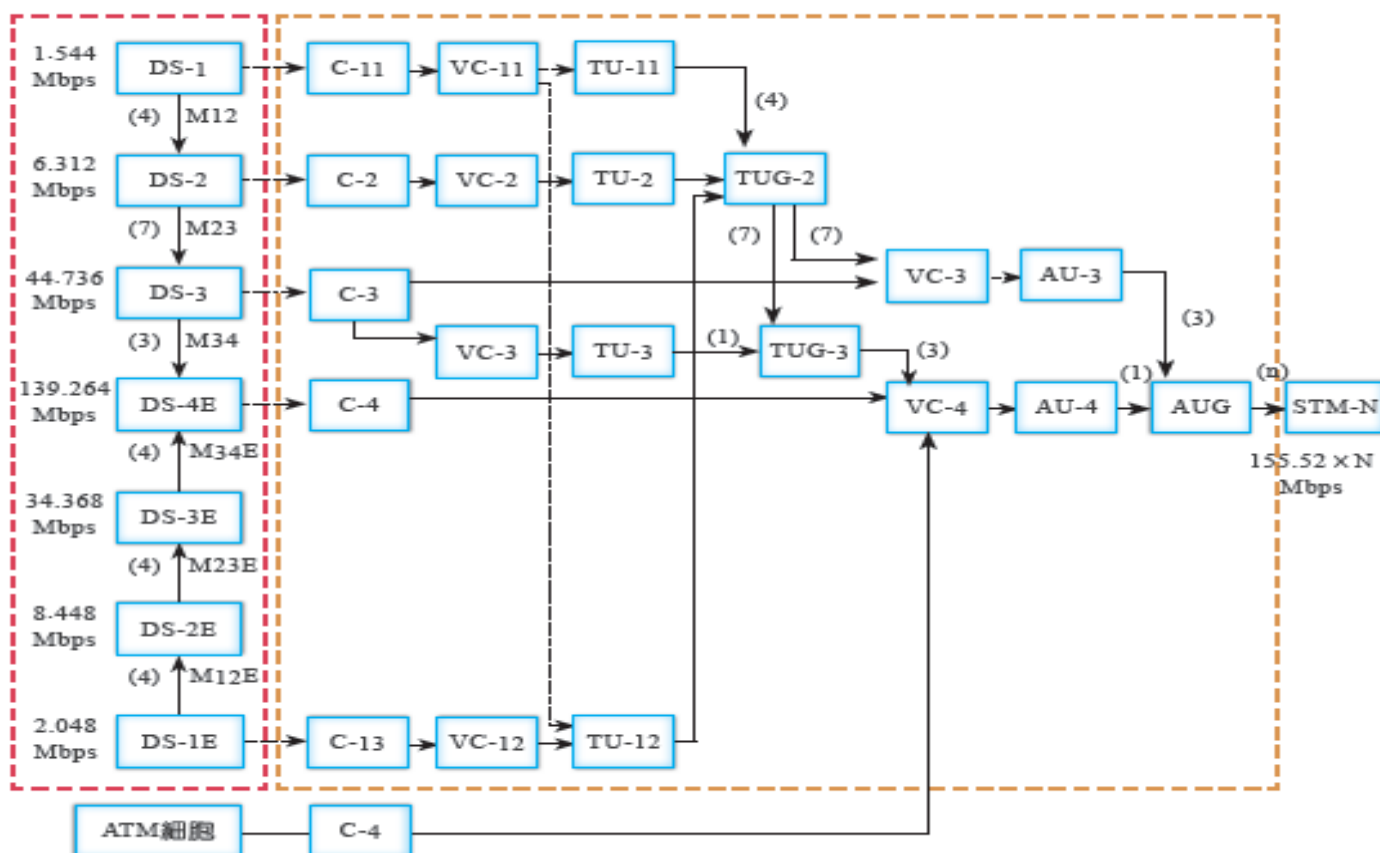 1.544
Mbps
DS-1
C-11
VC-11
TU-11
(4)
M12
(4)
6.312
Mbps
DS-2
C-2
VC-2
TU-2
TUG-2
(7)
M23
(7)
(7)
44.736
Mbps
DS-3
C-3
VC-3
AU-3
(3)
M34
VC-3
TU-3
(1)
TUG-3
(3)
(3)
139.264
Mbps
DS-4E
C-4
VC-4
AU-4
(1)
AUG
(n)
STM-N
155.52 × N
Mbps
(4)
M34E
34.368
Mbps
DS-3E
(4)
M23E
8.448
Mbps
DS-2E
(4)
M12E
2.048
Mbps
DS-1E
C-13
VC-12
TU-12
ATM細胞
C-4